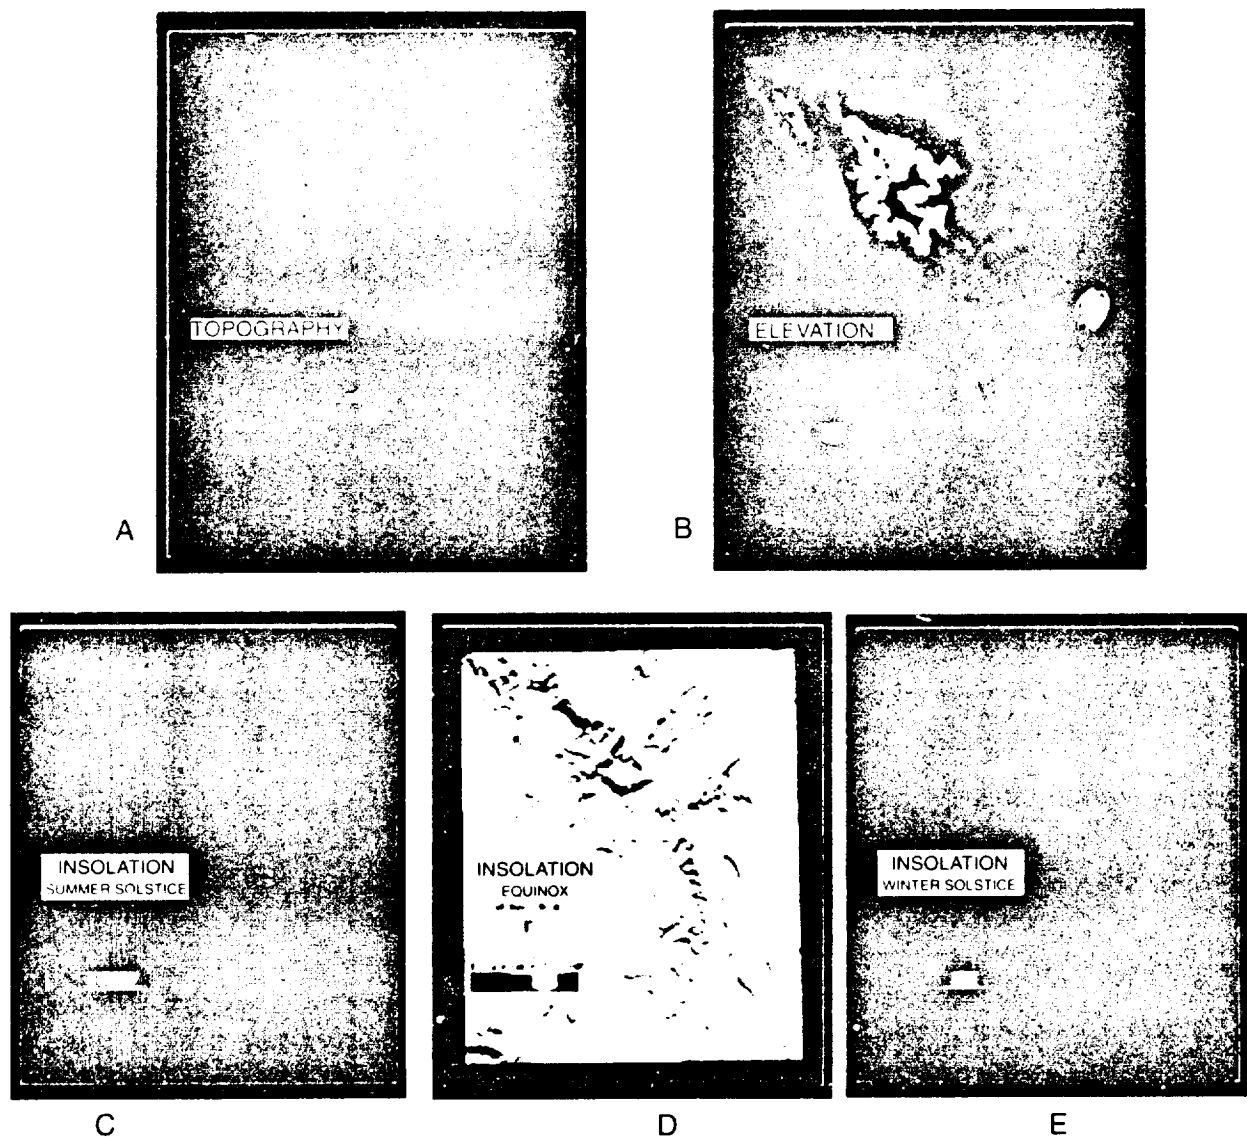 TOPOGRAPHY
ELEVATION
A
B
INSOLATION
SUMMER SOLSTICE
INSOLATION
EQUINOX
INSOLATION
WINTER SOLSTICE
C
D
E